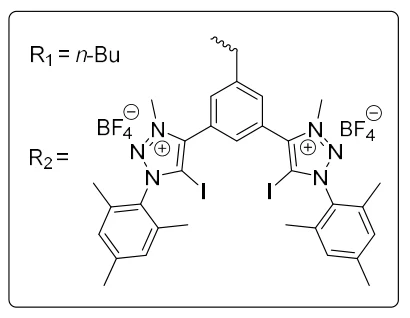 R₁ = n-Bu
BF₄⊖ BF₄⊖
N⊕ N⊕
R₂ = N N
N I I N